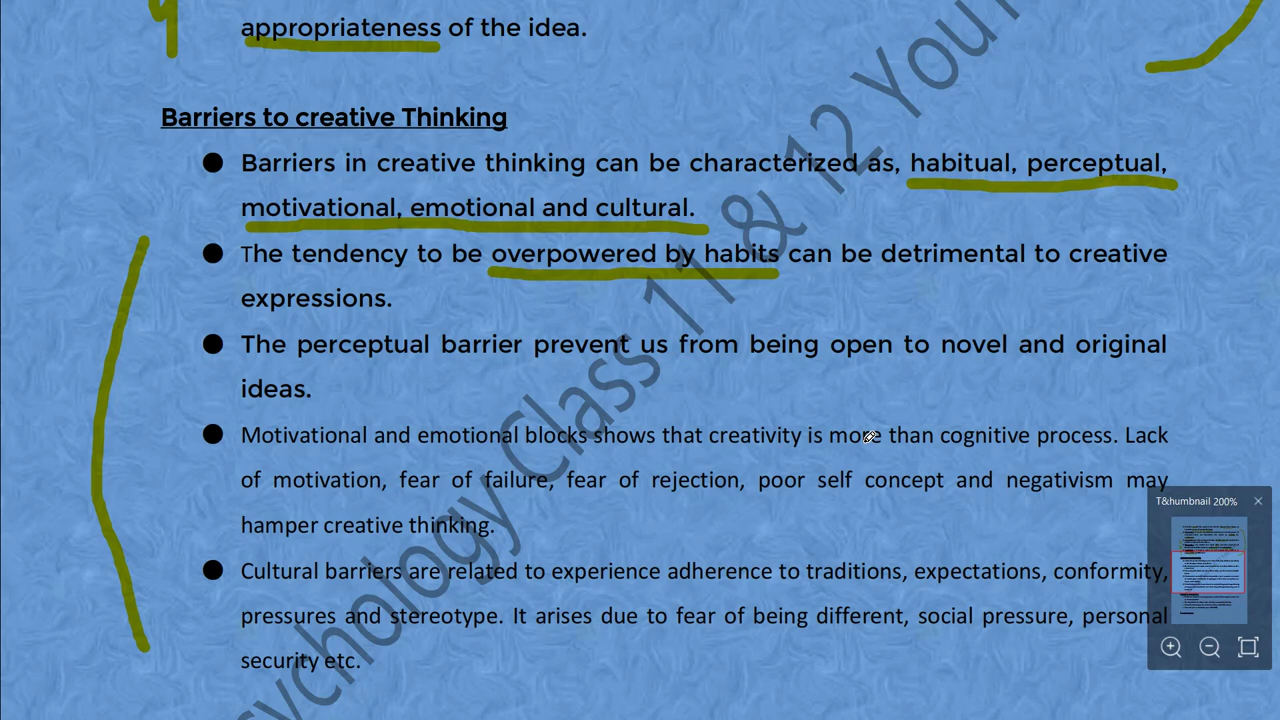 appropriateness of the idea.
Barriers to creative Thinking
● Barriers in creative thinking can be characterized as, habitual, perceptual,
motivational, emotional and cultural.
● The tendency to be overpowered by habits can be detrimental to creative
expressions.
● The perceptual barrier prevent us from being open to novel and original
ideas.
● Motivational and emotional blocks shows that creativity is more than cognitive process. Lack
of motivation, fear of failure, fear of rejection, poor self concept and negativism may
hamper creative thinking.
● Cultural barriers are related to experience adherence to traditions, expectations, conformity,
pressures and stereotype. It arises due to fear of being different, social pressure, personal
security etc.
sychology Class 11 & 12 You
T&humbnail 200%